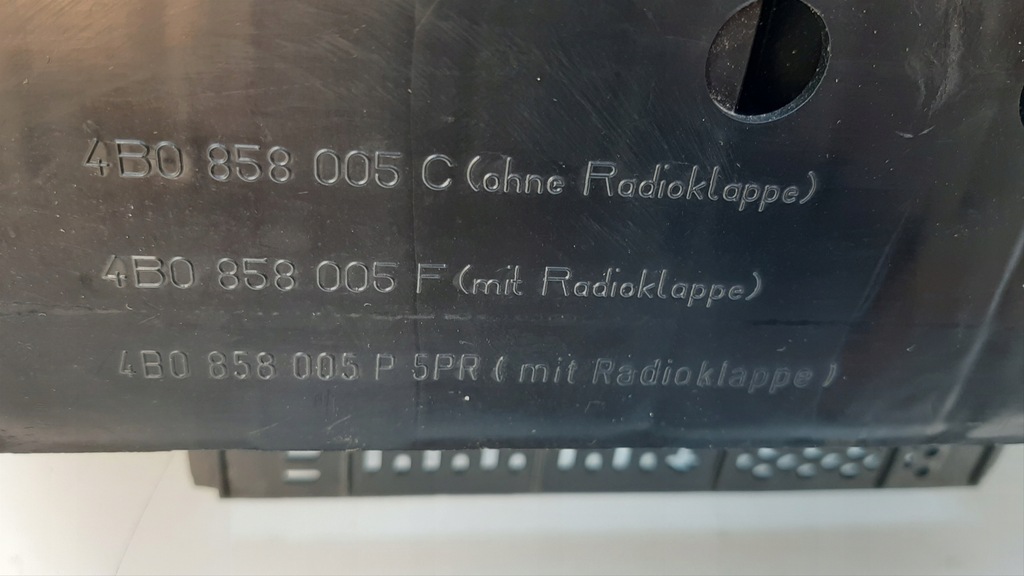 4B0 858 005 C (ohne Radioklappe)
4B0 858 005 F (mit Radioklappe)
4B0 858 005 P 5PR ( mit Radioklappe )